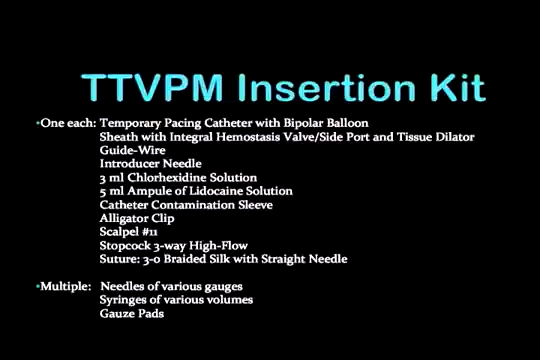 TTVPM Insertion Kit
•One each: Temporary Pacing Catheter with Bipolar Balloon
Sheath with Integral Hemostasis Valve/Side Port and Tissue Dilator
Guide-Wire
Introducer Needle
3 ml Chlorhexidine Solution
5 ml Ampule of Lidocaine Solution
Catheter Contamination Sleeve
Alligator Clip
Scalpel #11
Stopcock 3-way High-Flow
Suture: 3-0 Braided Silk with Straight Needle
•Multiple: Needles of various gauges
Syringes of various volumes
Gauze Pads